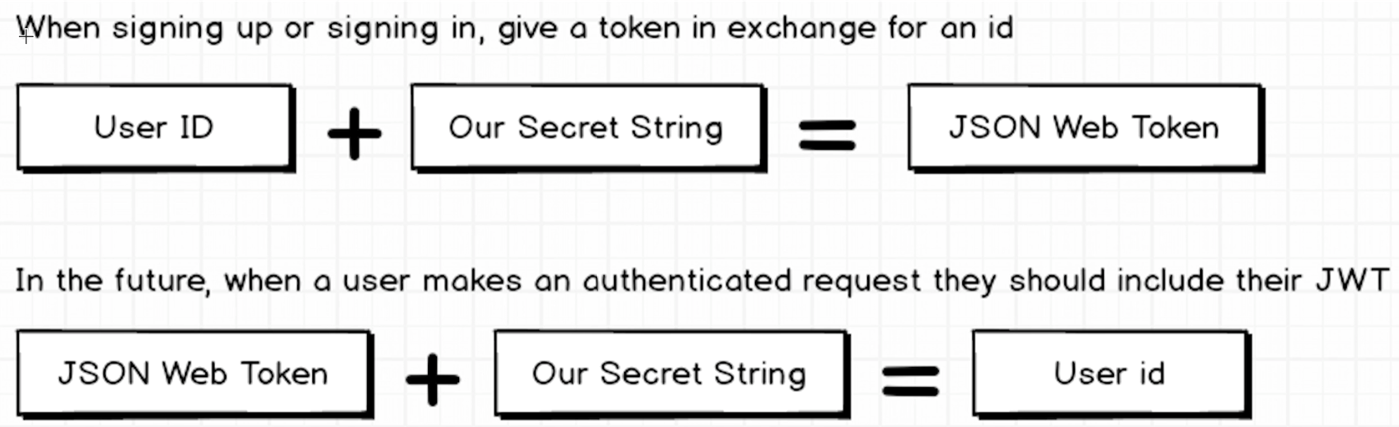 When signing up or signing in, give a token in exchange for an id
User ID + Our Secret String = JSON Web Token
In the future, when a user makes an authenticated request they should include their JWT
JSON Web Token + Our Secret String = User id